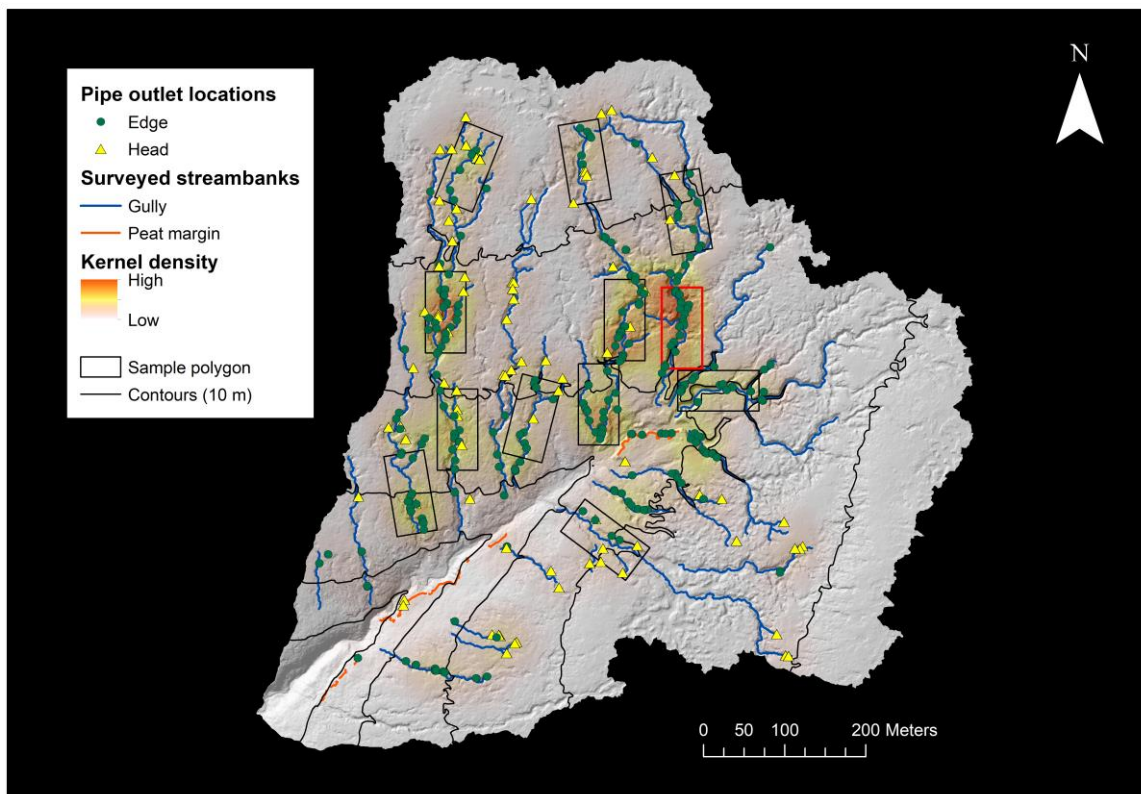 Pipe outlet locations
Edge
Head
Surveyed streambanks
Gully
Peat margin
Kernel density
High
Low
Sample polygon
Contours (10 m)
N
0 50 100 200 Meters